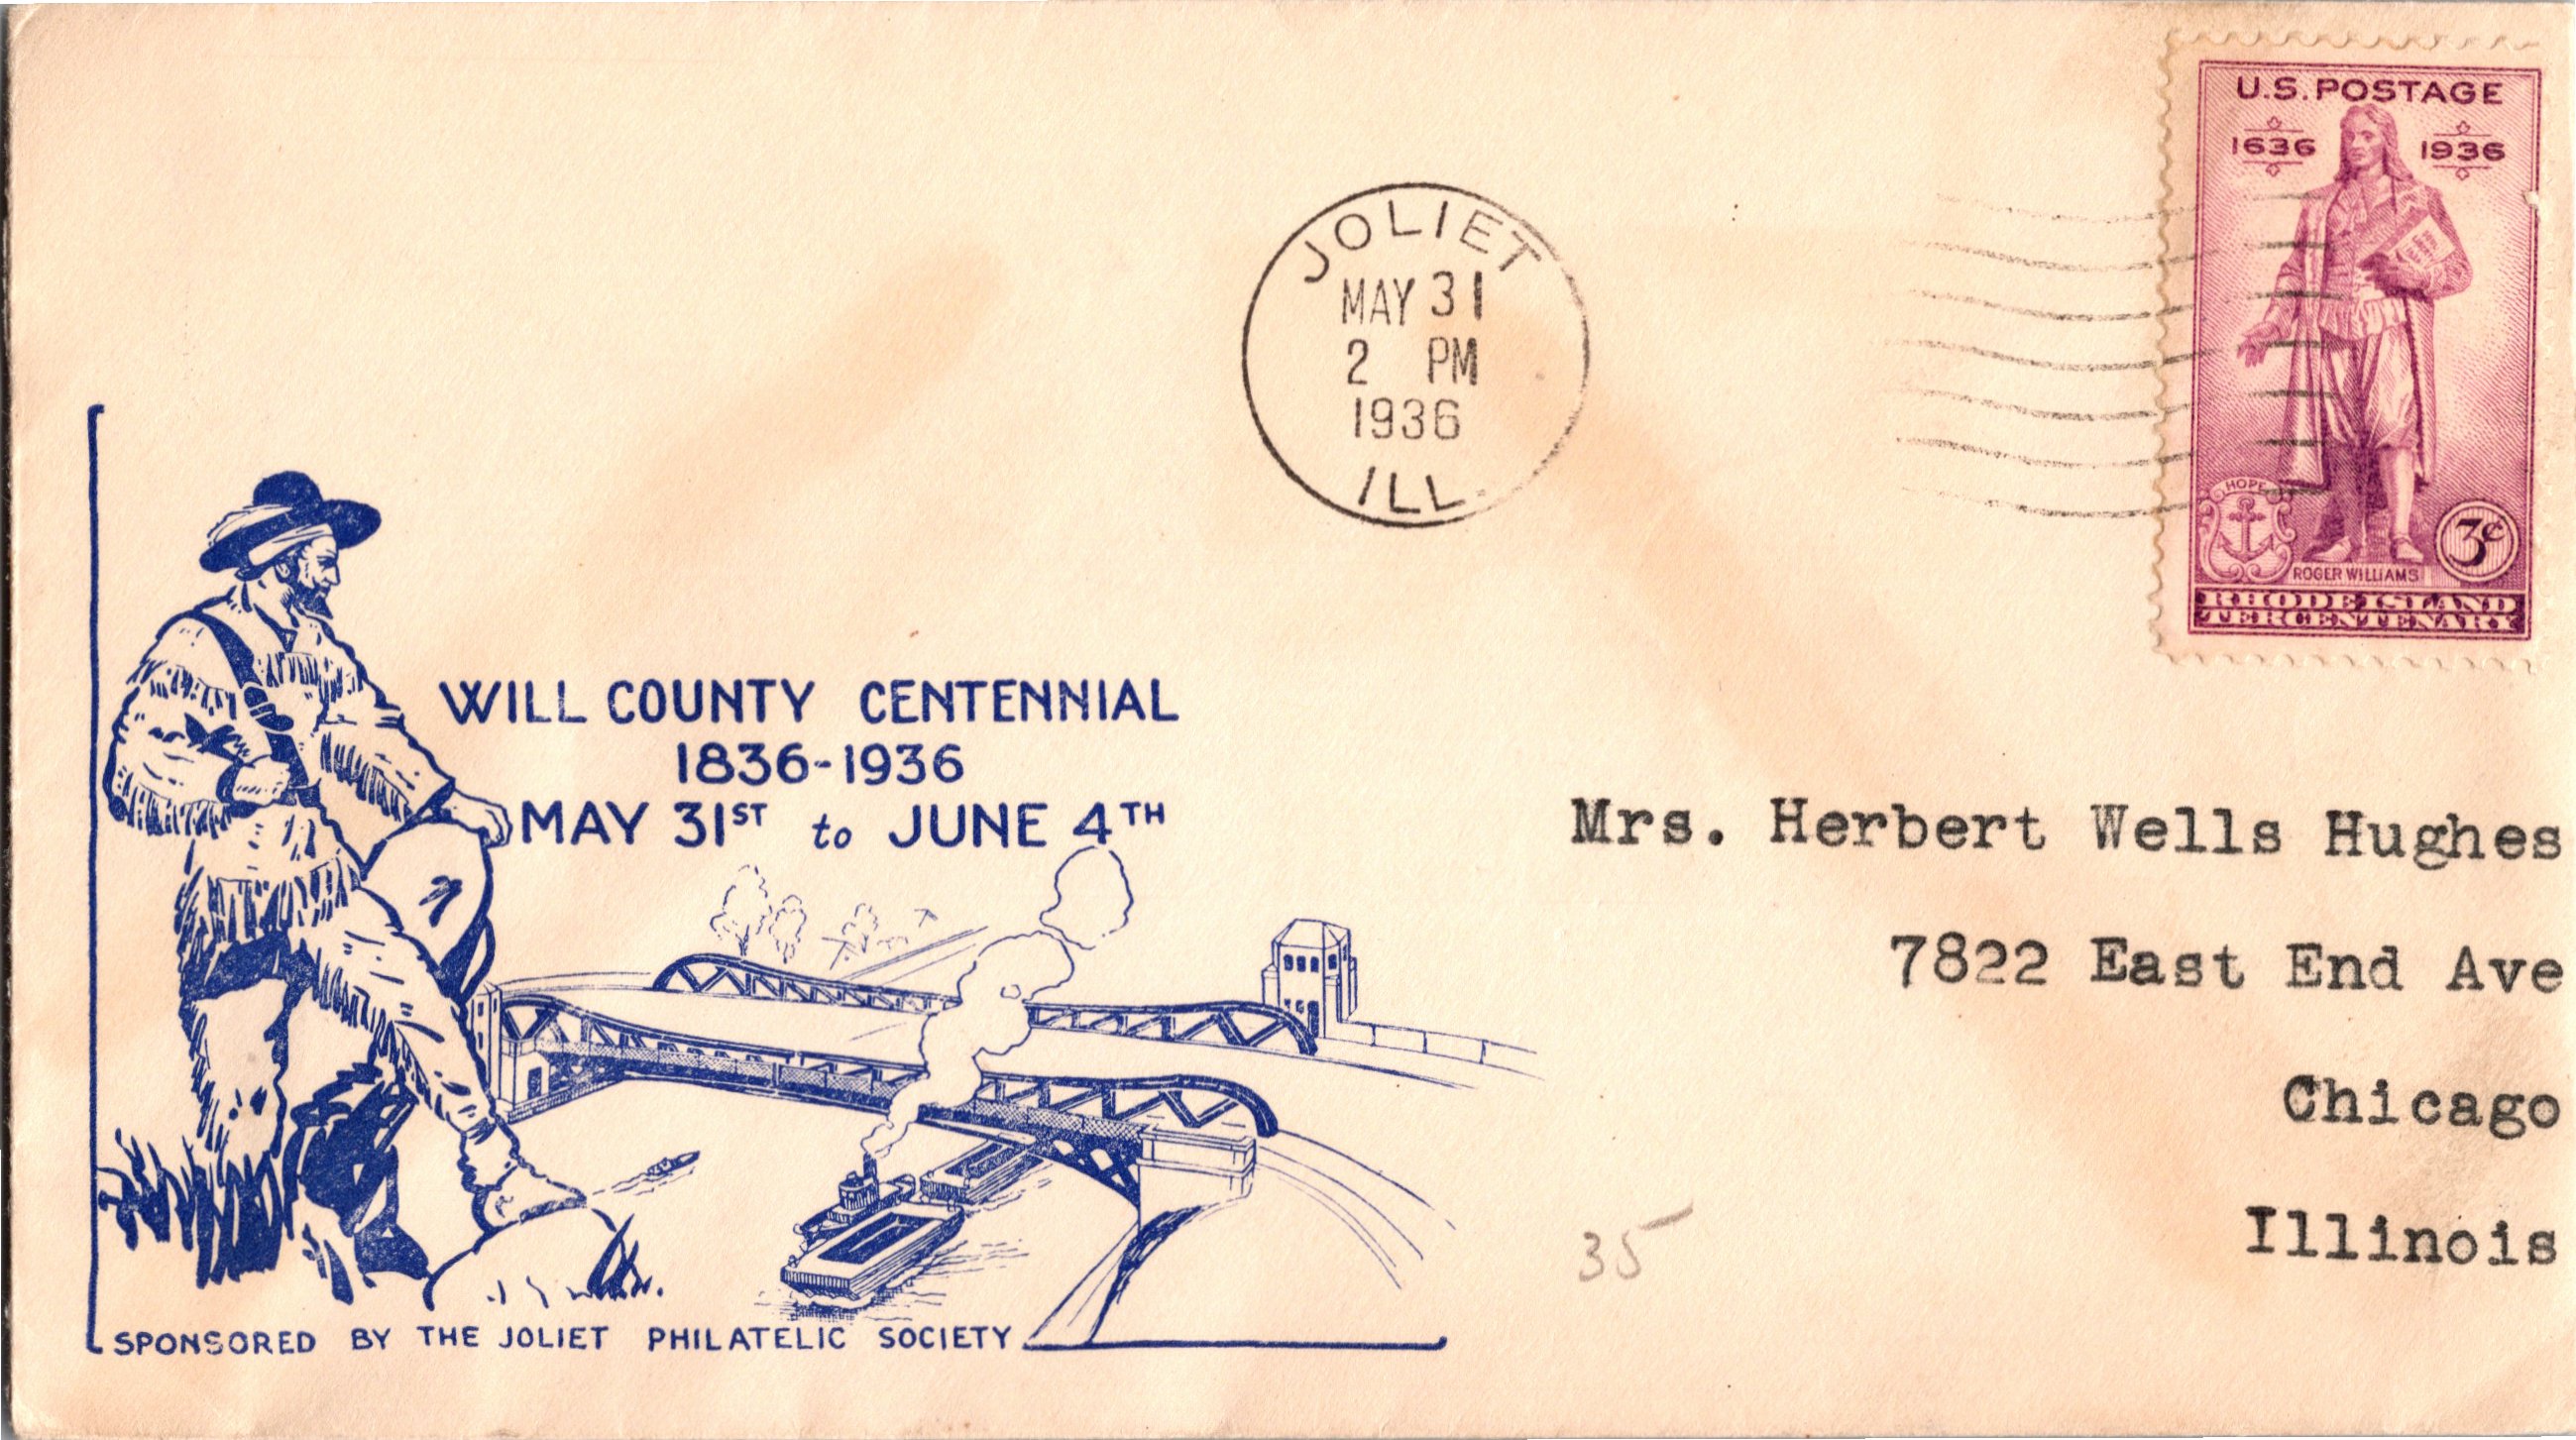 U.S. POSTAGE
1636 1936
HOPE
3¢
ROGER WILLIAMS
RHODE ISLAND
TERCENTENARY
JOLIET
MAY 31
2 PM
1936
ILL.
WILL COUNTY CENTENNIAL
1836-1936
MAY 31ST to JUNE 4TH
SPONSORED BY THE JOLIET PHILATELIC SOCIETY
Mrs. Herbert Wells Hughes
7822 East End Ave
Chicago
Illinois
35